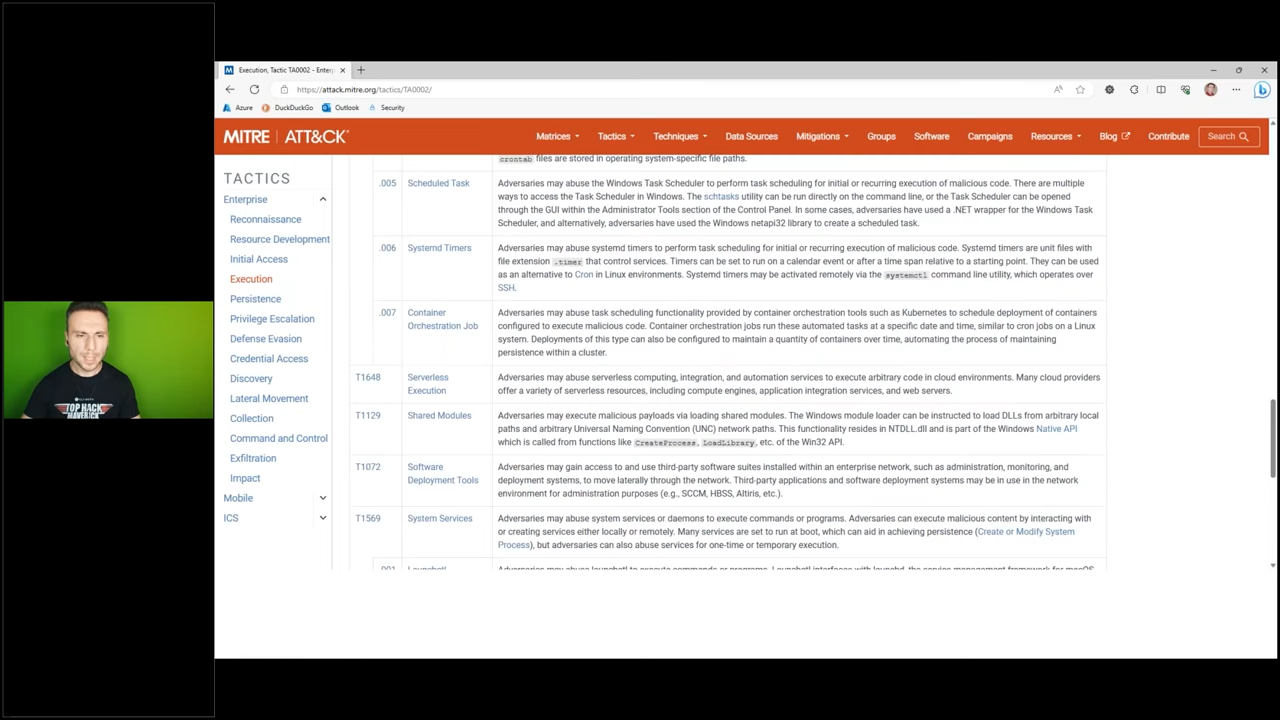 Execution, Tactic TA0002 - Enter
https://attack.mitre.org/tactics/TA0002/
Azure DuckDuckGo Outlook Security
MITRE ATT&CK®
Matrices Tactics Techniques Data Sources Mitigations Groups Software Campaigns Resources Blog Contribute Search
TACTICS
Enterprise
Reconnaissance
Resource Development
Initial Access
Execution
Persistence
Privilege Escalation
Defense Evasion
Credential Access
Discovery
Lateral Movement
Collection
Command and Control
Exfiltration
Impact
Mobile
ICS
crontab files are stored in operating system-specific file paths.
.005 Scheduled Task Adversaries may abuse the Windows Task Scheduler to perform task scheduling for initial or recurring execution of malicious code. There are multiple
ways to access the Task Scheduler in Windows. The schtasks utility can be run directly on the command line, or the Task Scheduler can be opened
through the GUI within the Administrator Tools section of the Control Panel. In some cases, adversaries have used a .NET wrapper for the Windows Task
Scheduler, and alternatively, adversaries have used the Windows netapi32 library to create a scheduled task.
.006 Systemd Timers Adversaries may abuse systemd timers to perform task scheduling for initial or recurring execution of malicious code. Systemd timers are unit files with
file extension .timer that control services. Timers can be set to run on a calendar event or after a time span relative to a starting point. They can be used
as an alternative to Cron in Linux environments. Systemd timers may be activated remotely via the systemctl command line utility, which operates over
SSH.
.007 Container Adversaries may abuse task scheduling functionality provided by container orchestration tools such as Kubernetes to schedule deployment of containers
Orchestration Job configured to execute malicious code. Container orchestration jobs run these automated tasks at a specific date and time, similar to cron jobs on a Linux
system. Deployments of this type can also be configured to maintain a quantity of containers over time, automating the process of maintaining
persistence within a cluster.
T1648 Serverless Adversaries may abuse serverless computing, integration, and automation services to execute arbitrary code in cloud environments. Many cloud providers
Execution offer a variety of serverless resources, including compute engines, application integration services, and web servers.
T1129 Shared Modules Adversaries may execute malicious payloads via loading shared modules. The Windows module loader can be instructed to load DLLs from arbitrary local
paths and arbitrary Universal Naming Convention (UNC) network paths. This functionality resides in NTDLL.dll and is part of the Windows Native API
which is called from functions like CreateProcess, LoadLibrary, etc. of the Win32 API.
T1072 Software Adversaries may gain access to and use third-party software suites installed within an enterprise network, such as administration, monitoring, and
Deployment Tools deployment systems, to move laterally through the network. Third-party applications and software deployment systems may be in use in the network
environment for administration purposes (e.g., SCCM, HBSS, Altiris, etc.).
T1569 System Services Adversaries may abuse system services or daemons to execute commands or programs. Adversaries can execute malicious content by interacting with
or creating services either locally or remotely. Many services are set to run at boot, which can aid in achieving persistence (Create or Modify System
Process), but adversaries can also abuse services for one-time or temporary execution.
.001 Launchctl Adversaries may abuse launchctl to execute commands or programs. Launchctl interfaces with launchd, the service management framework for macOS
TOP HACK
MAVERICK